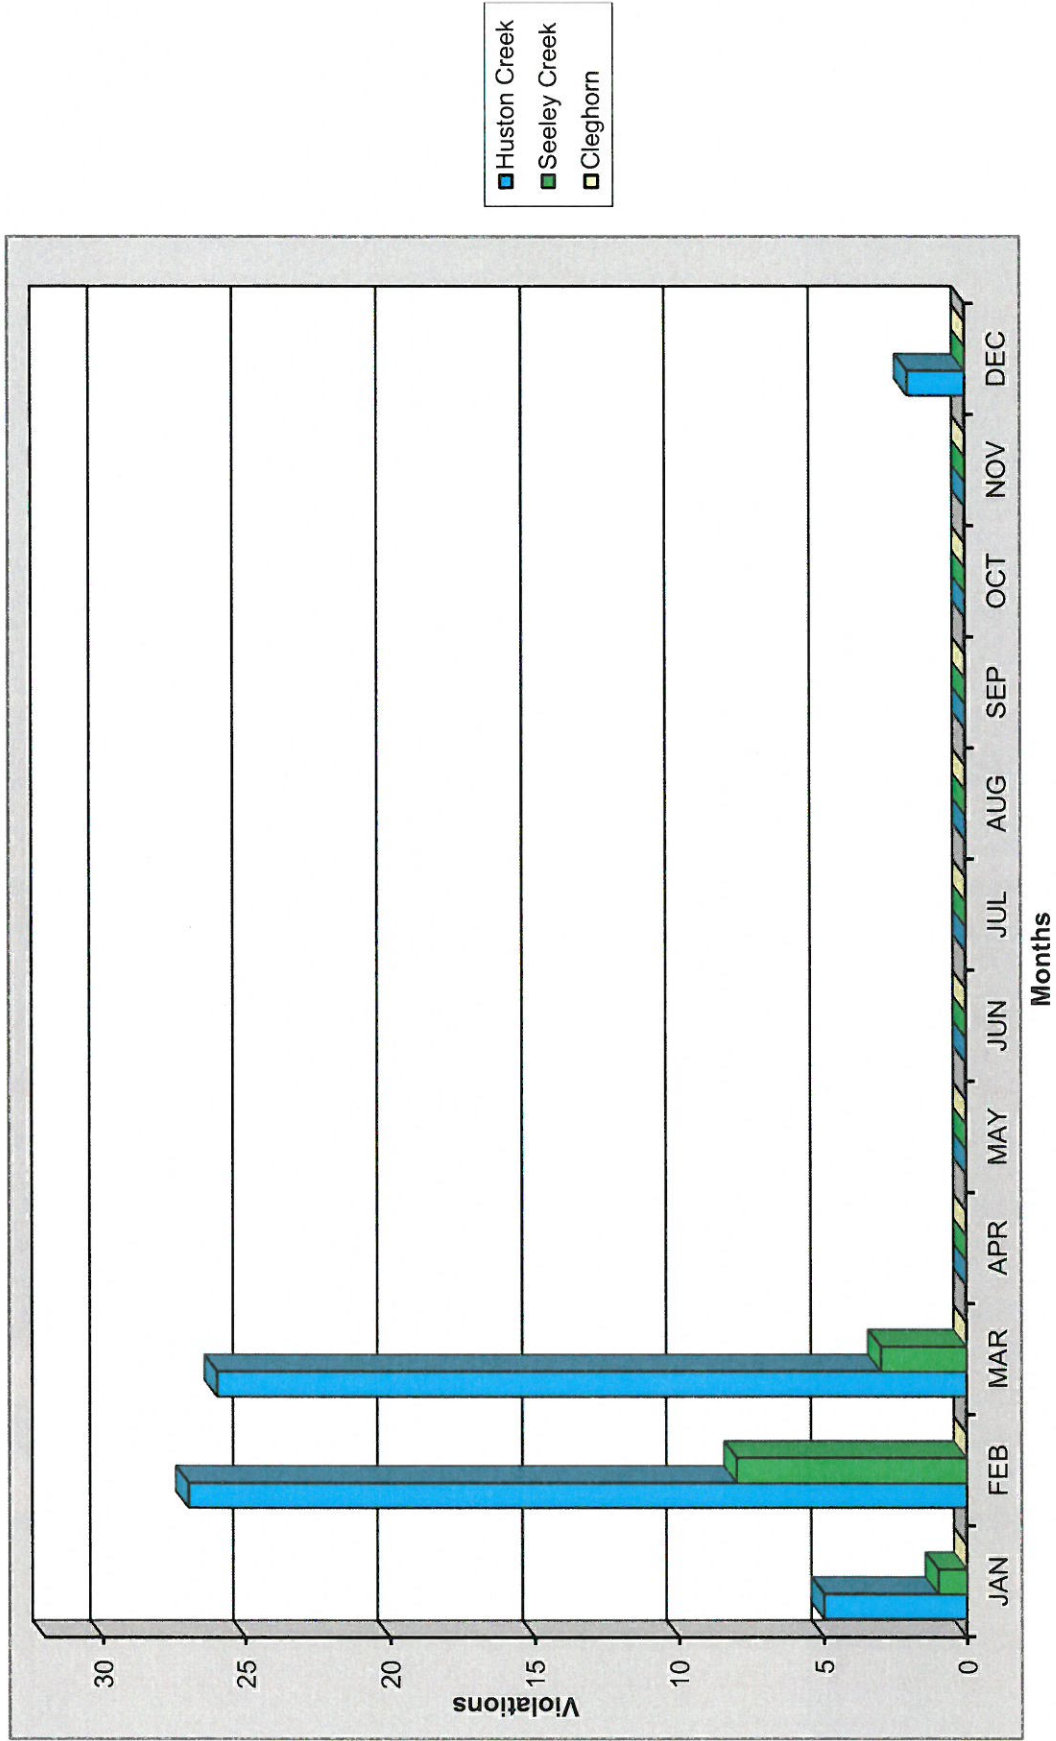 Huston Creek
Seeley Creek
Cleghorn
Violations
30
25
20
15
10
5
0
JAN FEB MAR APR MAY JUN JUL AUG SEP OCT NOV DEC
Months